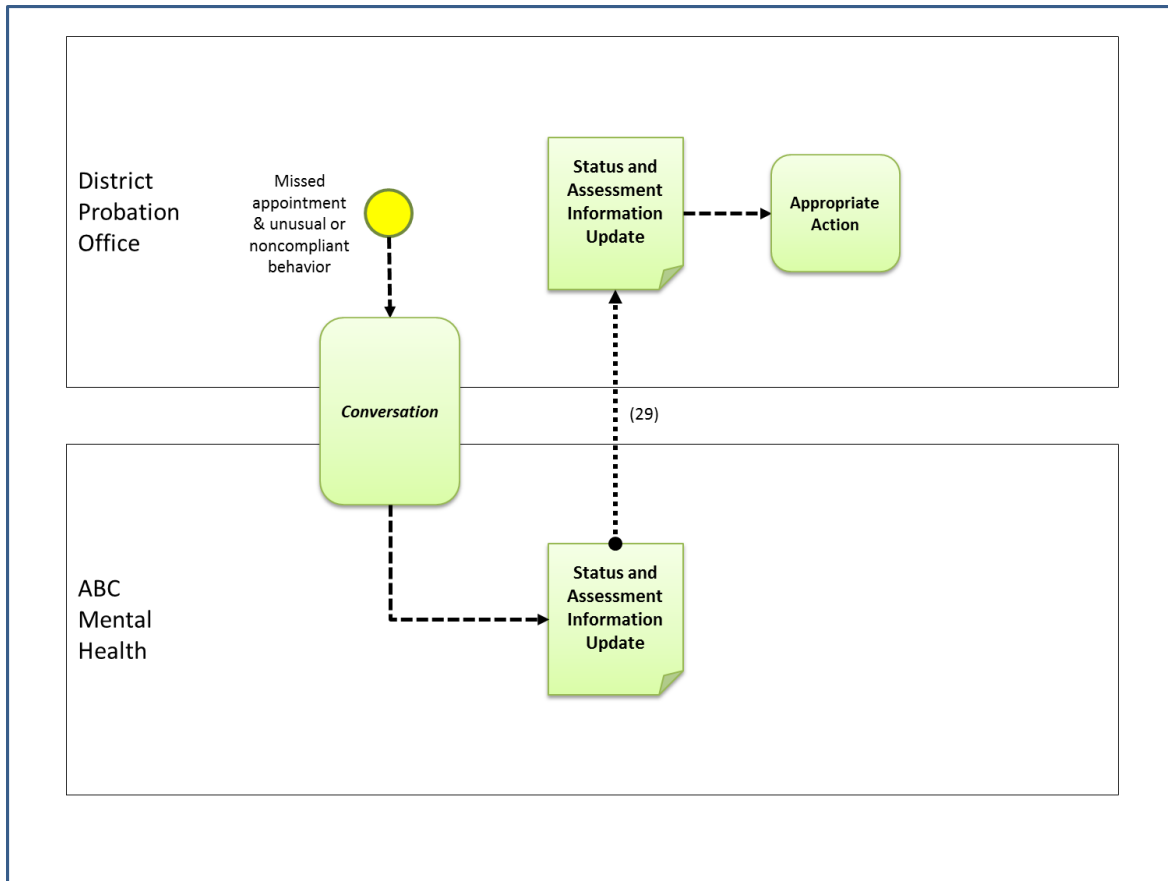 District
Probation
Office
Missed
appointment
& unusual or
noncompliant
behavior
Status and
Assessment
Information
Update
Appropriate
Action
Conversation
(29)
ABC
Mental
Health
Status and
Assessment
Information
Update